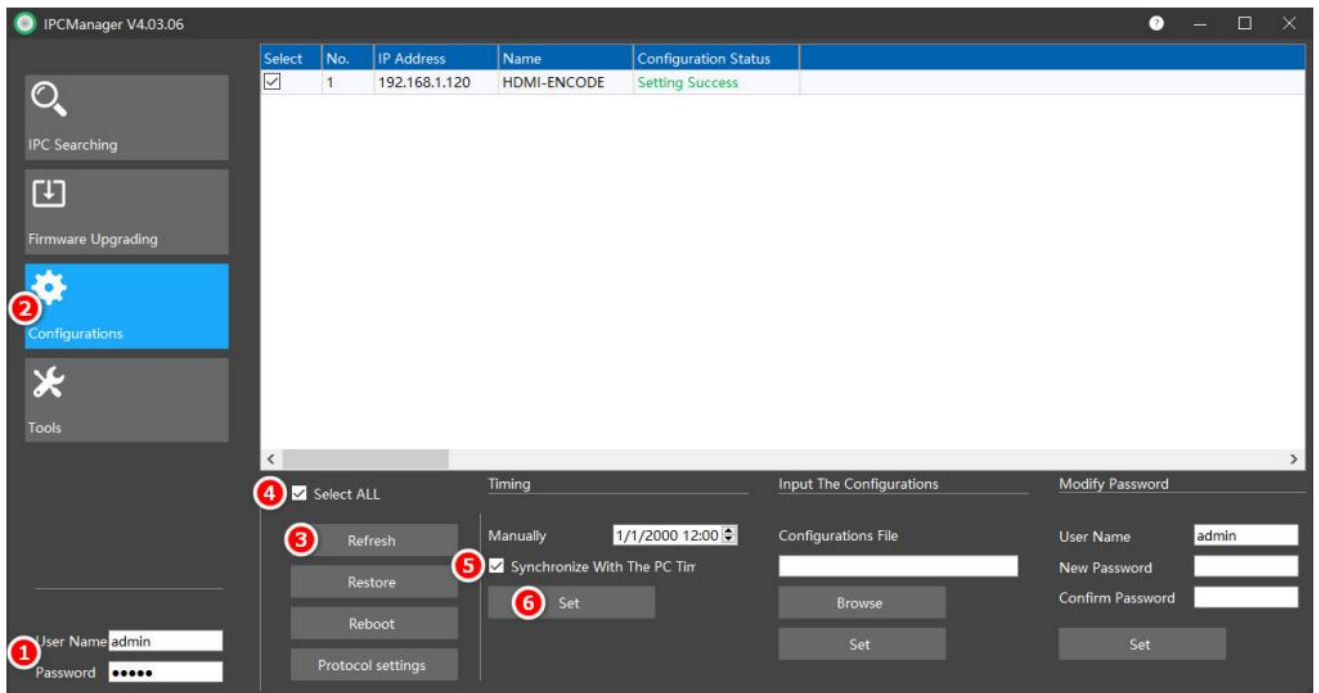 IPCManager V4.03.06
?
Select No. IP Address Name Configuration Status
1 192.168.1.120 HDMI-ENCODE Setting Success
IPC Searching
Firmware Upgrading
2
Configurations
Tools
4 Select ALL
3 Refresh
Restore
Reboot
Protocol settings
Timing
Manually 1/1/2000 12:00
5 Synchronize With The PC Tim
6 Set
Input The Configurations
Configurations File
Browse
Set
Modify Password
User Name admin
New Password
Confirm Password
Set
1
User Name admin
Password •••••